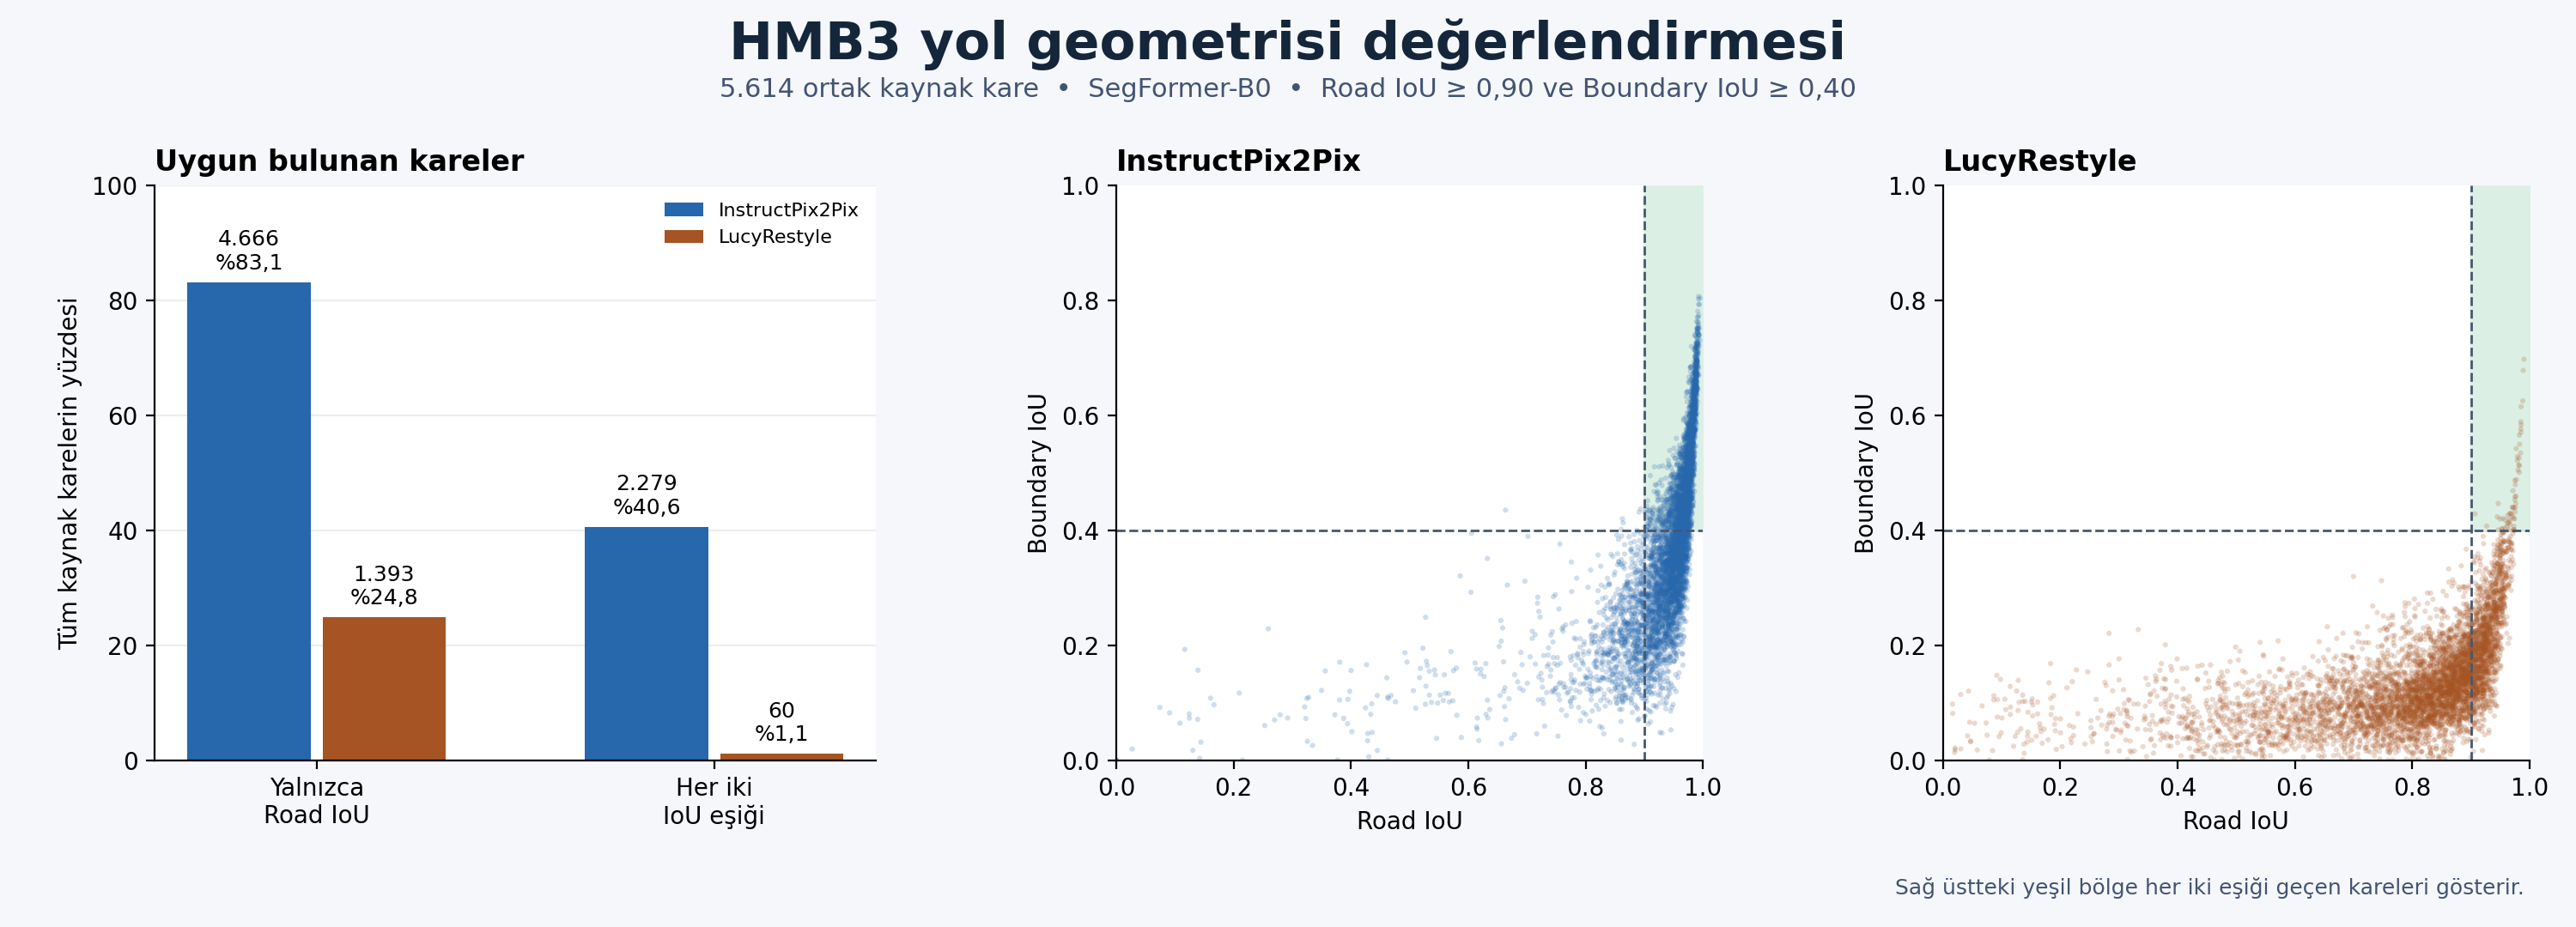 HMB3 yol geometrisi değerlendirmesi
5.614 ortak kaynak kare • SegFormer-B0 • Road IoU ≥ 0,90 ve Boundary IoU ≥ 0,40
Uygun bulunan kareler
Tüm kaynak karelerin yüzdesi
100
80
60
40
20
0
InstructPix2Pix
LucyRestyle
4.666
%83,1
1.393
%24,8
2.279
%40,6
60
%1,1
Yalnızca
Road IoU
Her iki
IoU eşiği
InstructPix2Pix
Boundary IoU
1.0
0.8
0.6
0.4
0.2
0.0
0.0 0.2 0.4 0.6 0.8 1.0
Road IoU
LucyRestyle
Boundary IoU
1.0
0.8
0.6
0.4
0.2
0.0
0.0 0.2 0.4 0.6 0.8 1.0
Road IoU
Sağ üstteki yeşil bölge her iki eşiği geçen kareleri gösterir.